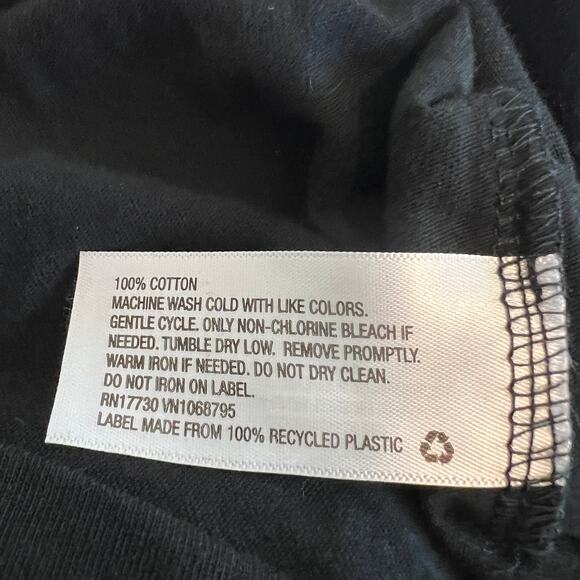 100% COTTON
MACHINE WASH COLD WITH LIKE COLORS.
GENTLE CYCLE. ONLY NON-CHLORINE BLEACH IF
NEEDED. TUMBLE DRY LOW. REMOVE PROMPTLY.
WARM IRON IF NEEDED. DO NOT DRY CLEAN.
DO NOT IRON ON LABEL.
RN17730 VN1068795
LABEL MADE FROM 100% RECYCLED PLASTIC